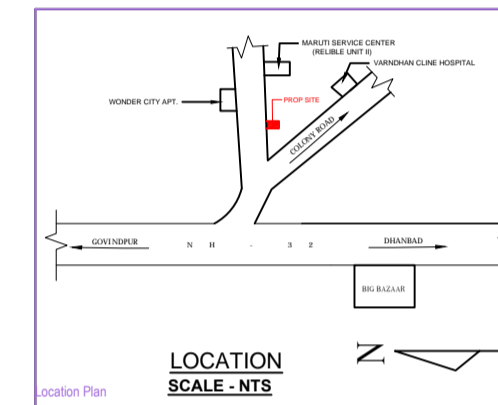 MARUTI SERVICE CENTER
(RELIBLE UNIT II)
VARNDHAN CLINE HOSPITAL
WONDER CITY APT.
PROP SITE
COLONY ROAD
GOVINDPUR
N H - 3 2
DHANBAD
BIG BAZAAR
N
LOCATION
SCALE - NTS
Location Plan